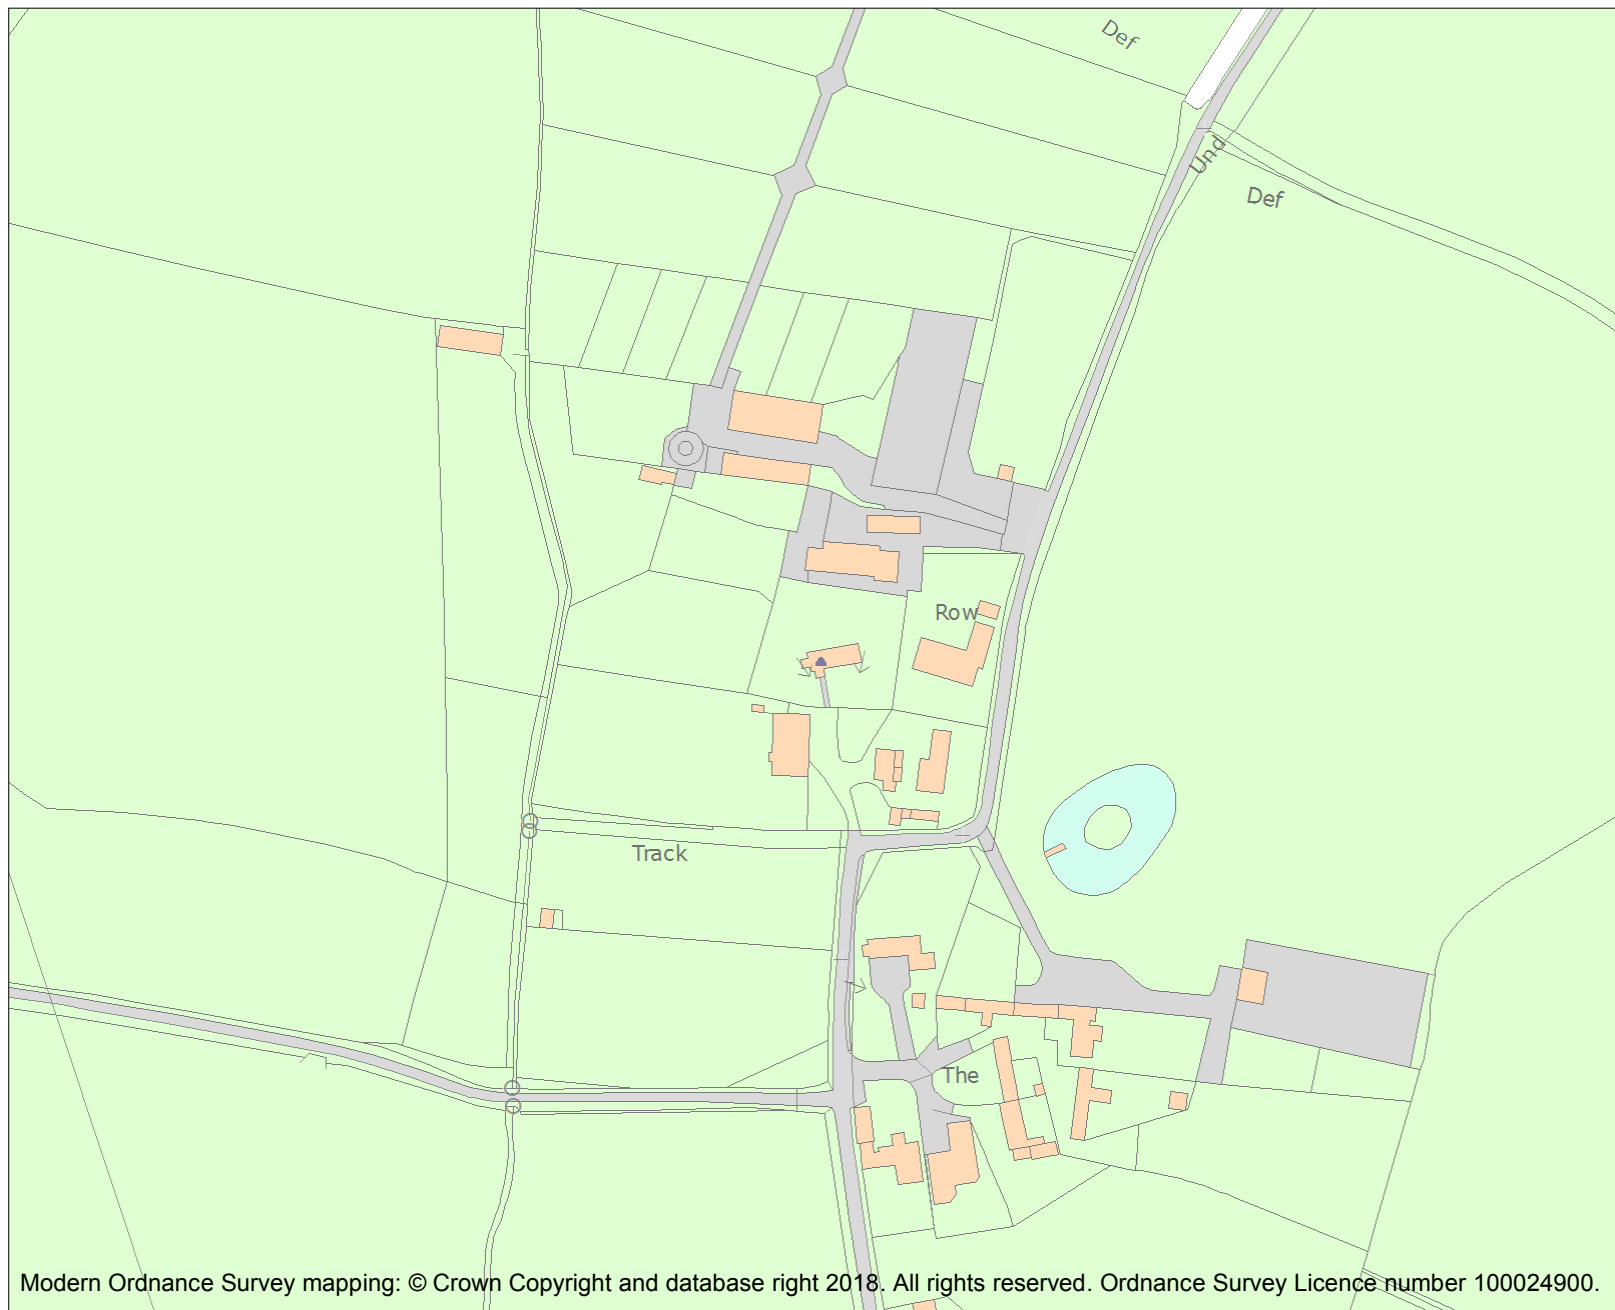 Def
Und
Def
Row
Track
The
Modern Ordnance Survey mapping: © Crown Copyright and database right 2018. All rights reserved. Ordnance Survey Licence number 100024900.